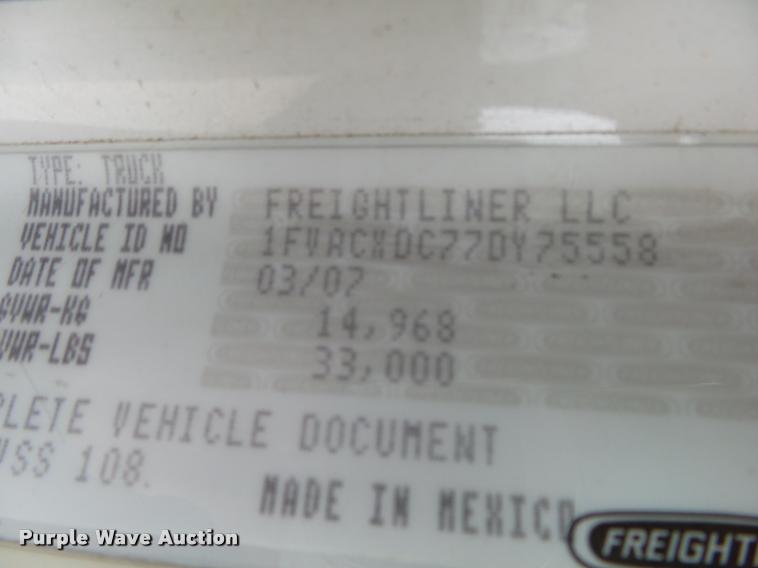 TYPE: TRUCK
MANUFACTURED BY FREIGHTLINER LLC
VEHICLE ID NO 1FVACXDC77DY75558
DATE OF MFR 03/07
GVWR-KG 14,968
VWR-LBS 33,000
PLETE VEHICLE DOCUMENT
VSS 108.
MADE IN MEXICO
FREIGHTL
Purple Wave Auction